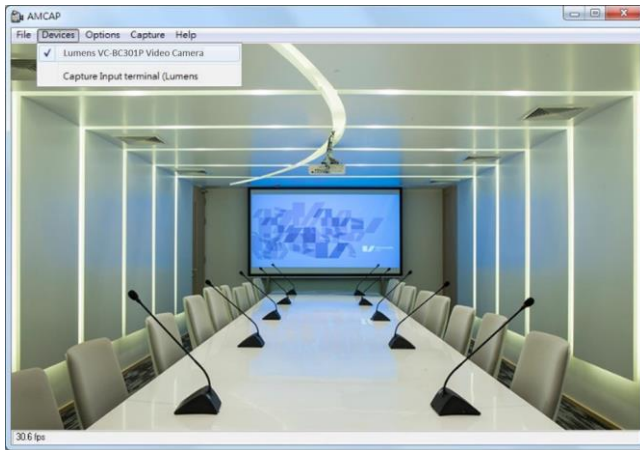 AMCAP
File Devices Options Capture Help
✓ Lumens VC-BC301P Video Camera
Capture Input terminal (Lumens
30.6 fps